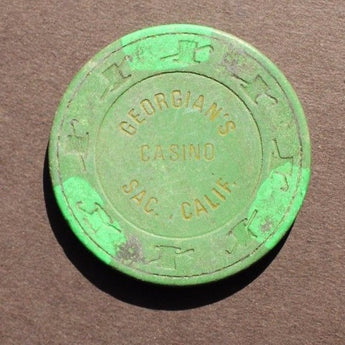 GEORGIAN'S
CASINO
SAC., CALIF.